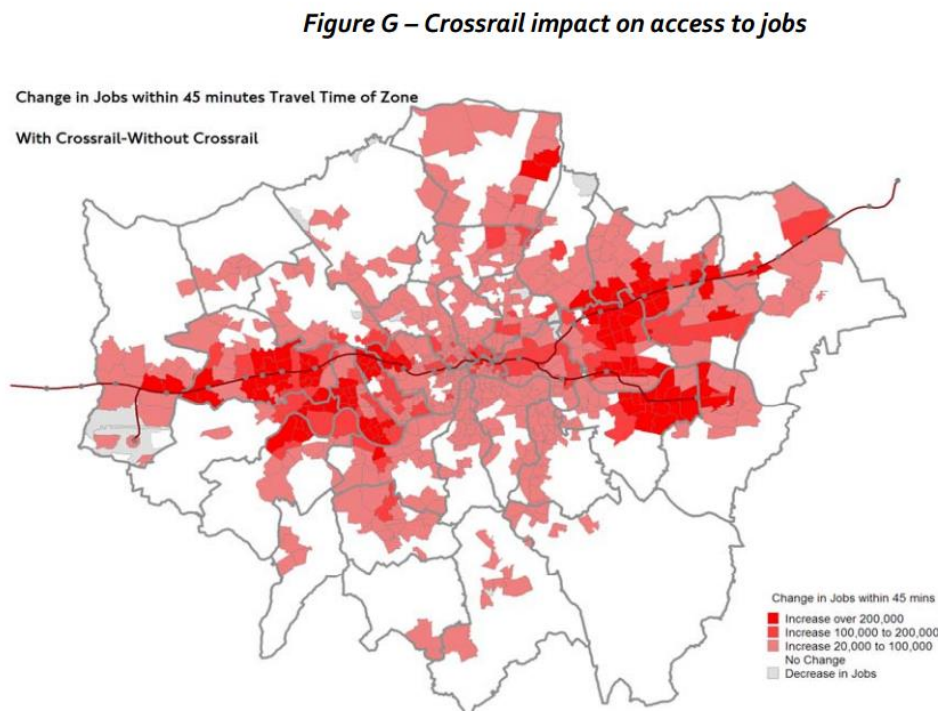 Figure G – Crossrail impact on access to jobs
Change in Jobs within 45 minutes Travel Time of Zone
With Crossrail-Without Crossrail
Change in Jobs within 45 mins
Increase over 200,000
Increase 100,000 to 200,000
Increase 20,000 to 100,000
No Change
Decrease in Jobs